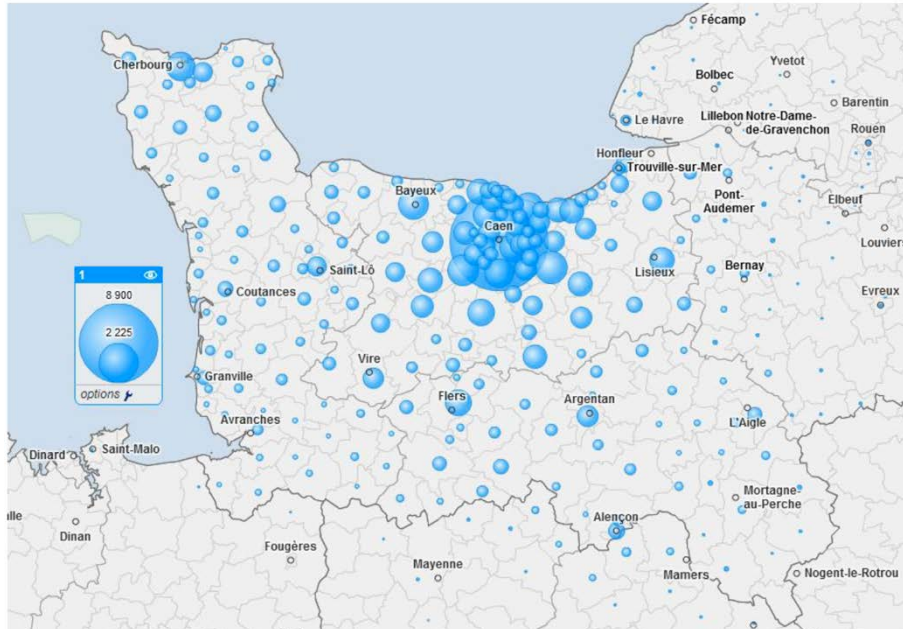 Fécamp
Yvetot
Cherbourg
Bolbec
Barentin
Lillebon
Notre-Dame-
de-Gravenchon
Le Havre
Rouen
Honfleur
Trouville-sur-Mer
Bayeux
Pont-
Audemer
Elbeuf
Caen
Louviers
Lisieux
Bernay
1
Saint-Lô
8 900
Coutances
Evreux
2 225
Vire
Granville
options
Flers
Argentan
Avranches
L'Aigle
Saint-Malo
Dinard
Mortagne-
au-Perche
alle
Alençon
Dinan
Fougères
Mayenne
Mamers
Nogent-le-Rotrou